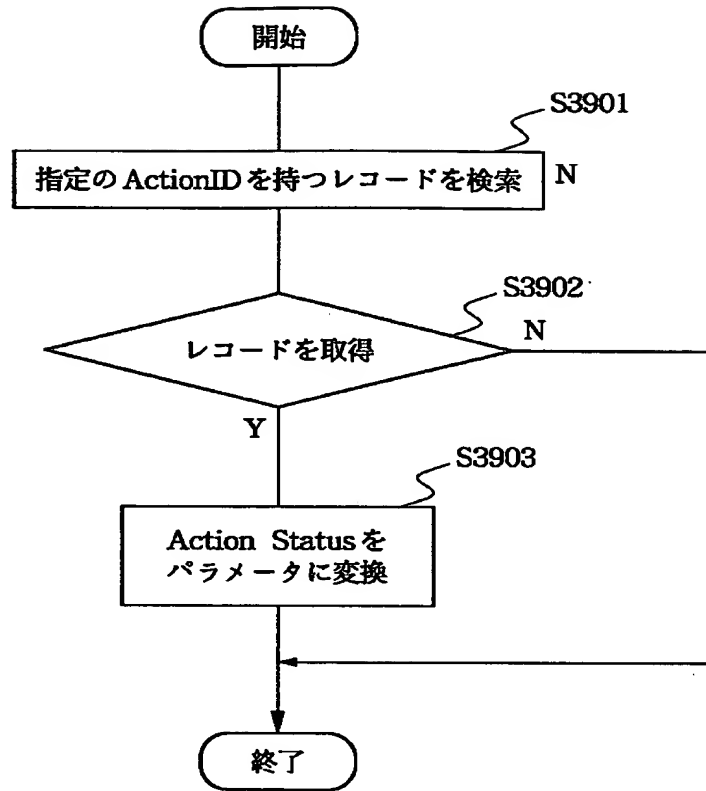 開始
S3901
指定のActionIDを持つレコードを検索
N
S3902
レコードを取得
N
Y
S3903
Action Statusを
パラメータに変換
終了